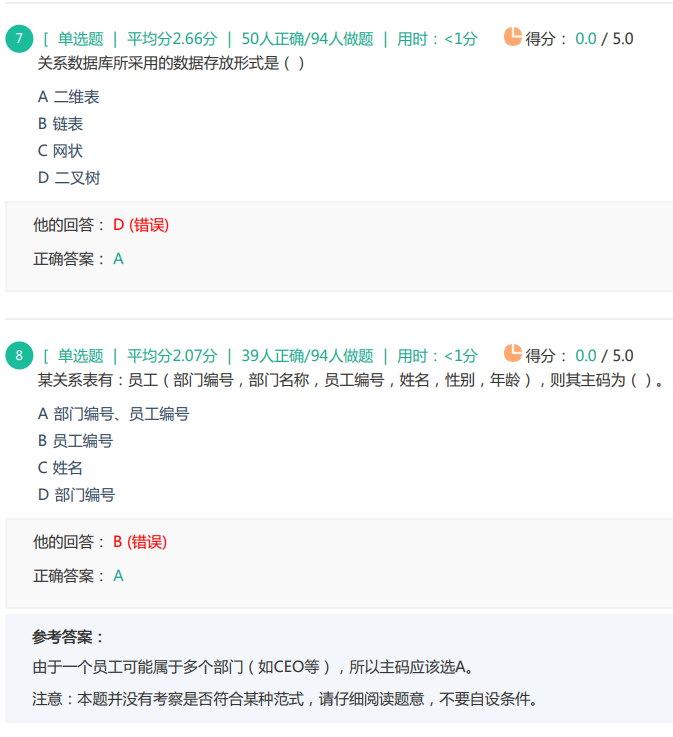 7 [ 单选题 | 平均分2.66分 | 50人正确/94人做题 | 用时：<1分 得分： 0.0 / 5.0
关系数据库所采用的数据存放形式是（ ）
A 二维表
B 链表
C 网状
D 二叉树
他的回答： D (错误)
正确答案： A
8 [ 单选题 | 平均分2.07分 | 39人正确/94人做题 | 用时：<1分 得分： 0.0 / 5.0
某关系表有：员工（部门编号，部门名称，员工编号，姓名，性别，年龄），则其主码为（ ）。
A 部门编号、员工编号
B 员工编号
C 姓名
D 部门编号
他的回答： B (错误)
正确答案： A
参考答案：
由于一个员工可能属于多个部门（如CEO等），所以主码应该选A。
注意：本题并没有考察是否符合某种范式，请仔细阅读题意，不要自设条件。